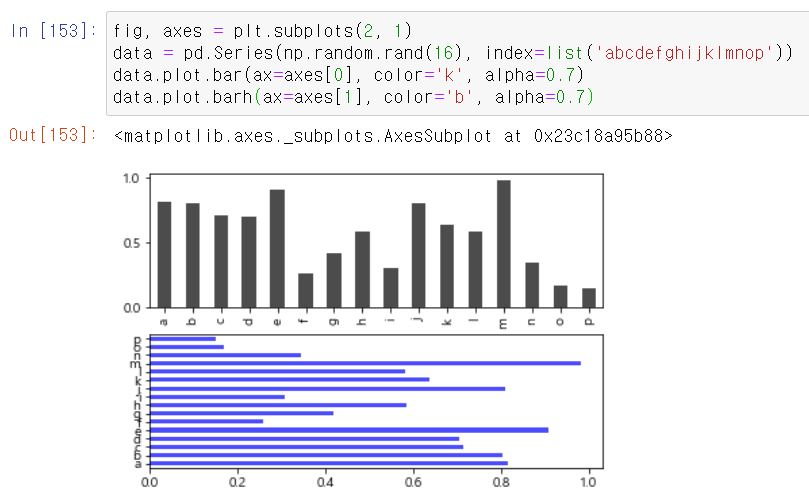 In [153]: fig, axes = plt.subplots(2, 1)
data = pd.Series(np.random.rand(16), index=list('abcdefghijklmnop'))
data.plot.bar(ax=axes[0], color='k', alpha=0.7)
data.plot.barh(ax=axes[1], color='b', alpha=0.7)
Out[153]: <matplotlib.axes._subplots.AxesSubplot at 0x23c18a95b88>
1.0
0.5
0.0
a b c d e f g h i j k l m n o p
p
o
n
m
l
k
j
i
h
g
f
e
d
c
b
a
0.0 0.2 0.4 0.6 0.8 1.0